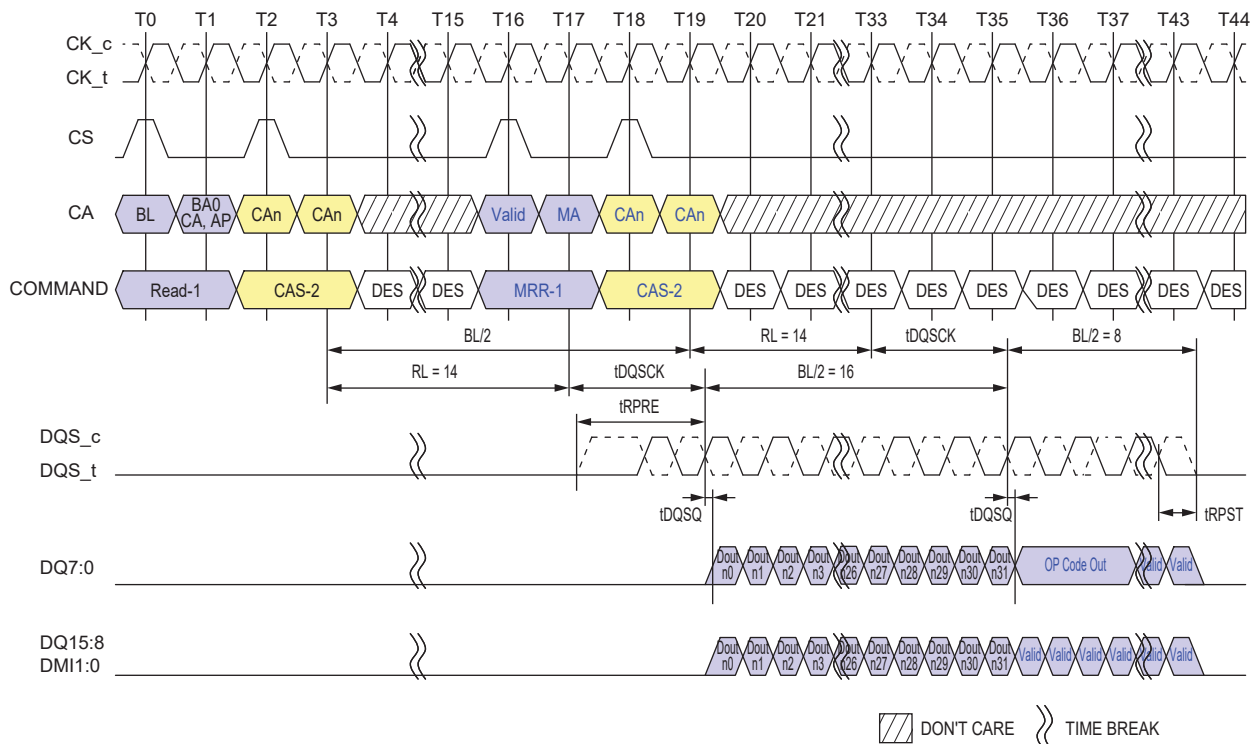 T0 T1 T2 T3 T4 T15 T16 T17 T18 T19 T20 T21 T33 T34 T35 T36 T37 T43 T44
CK_c
CK_t
CS
CA BL BA0 CA, AP CAn CAn Valid MA CAn CAn
COMMAND Read-1 CAS-2 DES DES MRR-1 CAS-2 DES DES DES DES DES DES DES DES DES
BL/2 RL = 14 tDQSCK BL/2 = 8
RL = 14 tDQSCK BL/2 = 16
tRPRE
DQS_c
DQS_t
tDQSQ tDQSQ tRPST
DQ7:0 Dout n0 Dout n1 Dout n2 Dout n3 Dout n26 Dout n27 Dout n28 Dout n29 Dout n30 Dout n31 OP Code Out Valid Valid
DQ15:8
DMI1:0 Dout n0 Dout n1 Dout n2 Dout n3 Dout n26 Dout n27 Dout n28 Dout n29 Dout n30 Dout n31 Valid Valid Valid Valid Valid Valid
DON'T CARE TIME BREAK